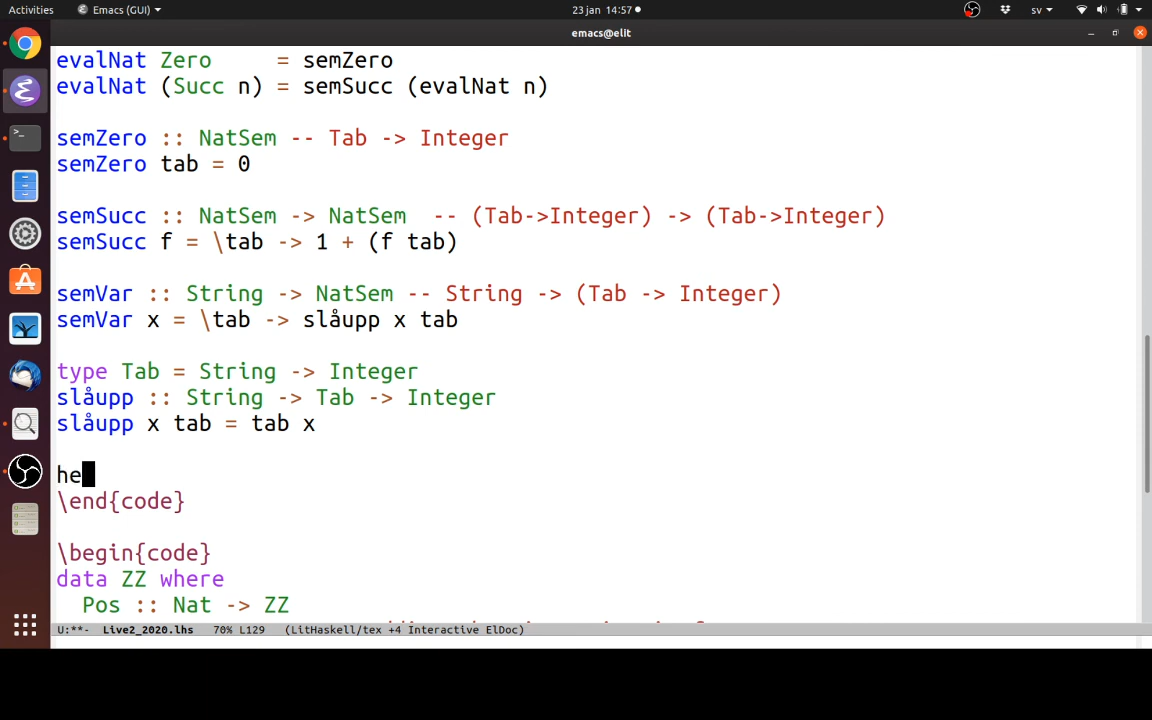 Activities Emacs (GUI) 23 jan 14:57 sv
emacs@elit
evalNat Zero     = semZero
evalNat (Succ n) = semSucc (evalNat n)
semZero :: NatSem -- Tab -> Integer
semZero tab = 0
semSucc :: NatSem -> NatSem  -- (Tab->Integer) -> (Tab->Integer)
semSucc f = \tab -> 1 + (f tab)
semVar :: String -> NatSem -- String -> (Tab -> Integer)
semVar x = \tab -> slåupp x tab
type Tab = String -> Integer
slåupp :: String -> Tab -> Integer
slåupp x tab = tab x
he
\end{code}
\begin{code}
data ZZ where
  Pos :: Nat -> ZZ
U:**-  Live2_2020.lhs   70% L129   (LitHaskell/tex +4 Interactive ElDoc)